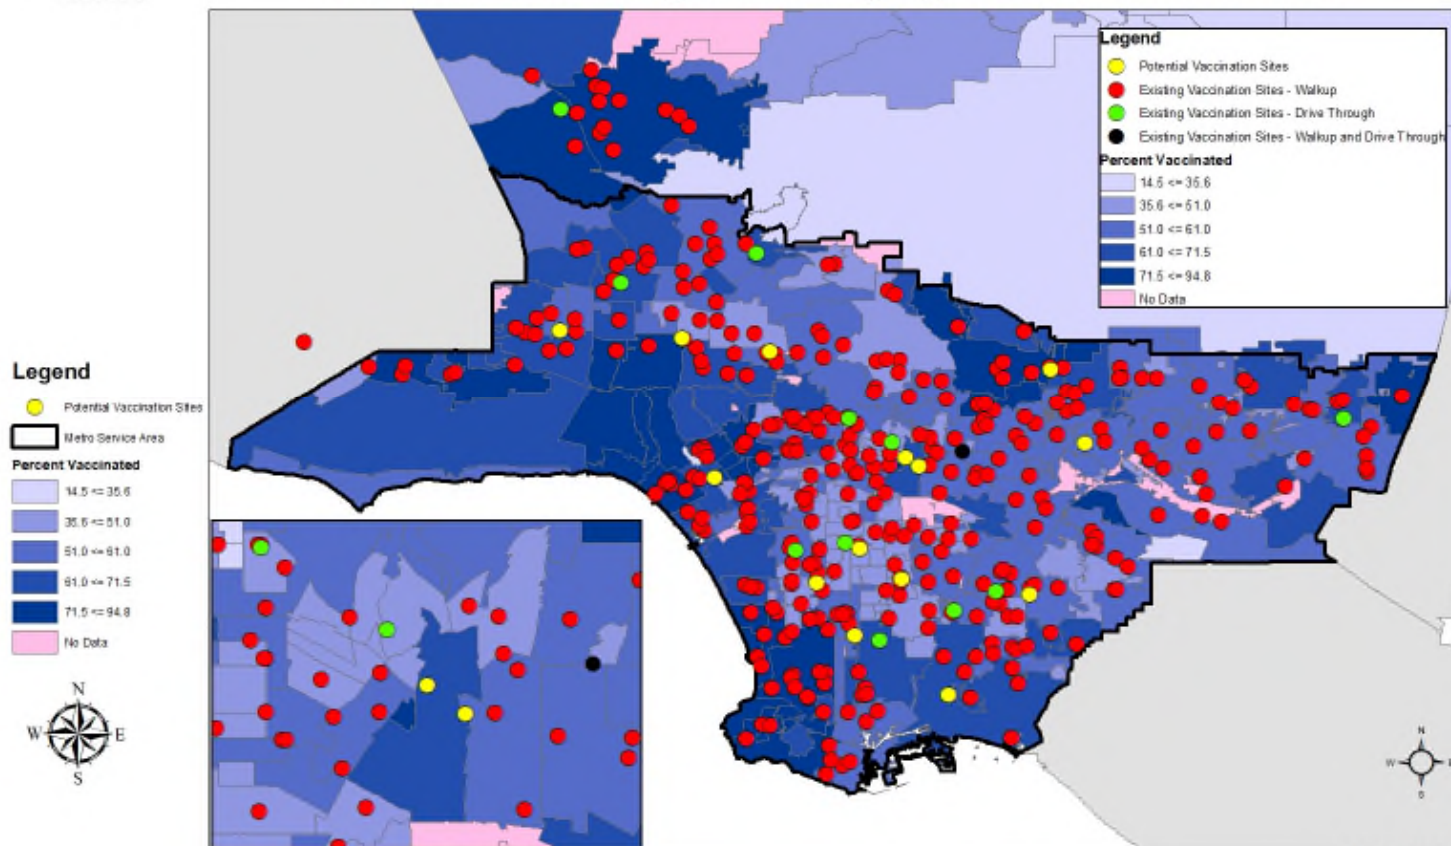 Legend
Potential Vaccination Sites
Existing Vaccination Sites - Walkup
Existing Vaccination Sites - Drive Through
Existing Vaccination Sites - Walkup and Drive Through
Percent Vaccinated
14.5 <= 35.6
35.6 <= 51.0
51.0 <= 61.0
61.0 <= 71.5
71.5 <= 94.8
No Data
Legend
Potential Vaccination Sites
Metro Service Area
Percent Vaccinated
14.5 <= 35.6
35.6 <= 51.0
51.0 <= 61.0
61.0 <= 71.5
71.5 <= 94.8
No Data
N
W E
S
N
W E
S